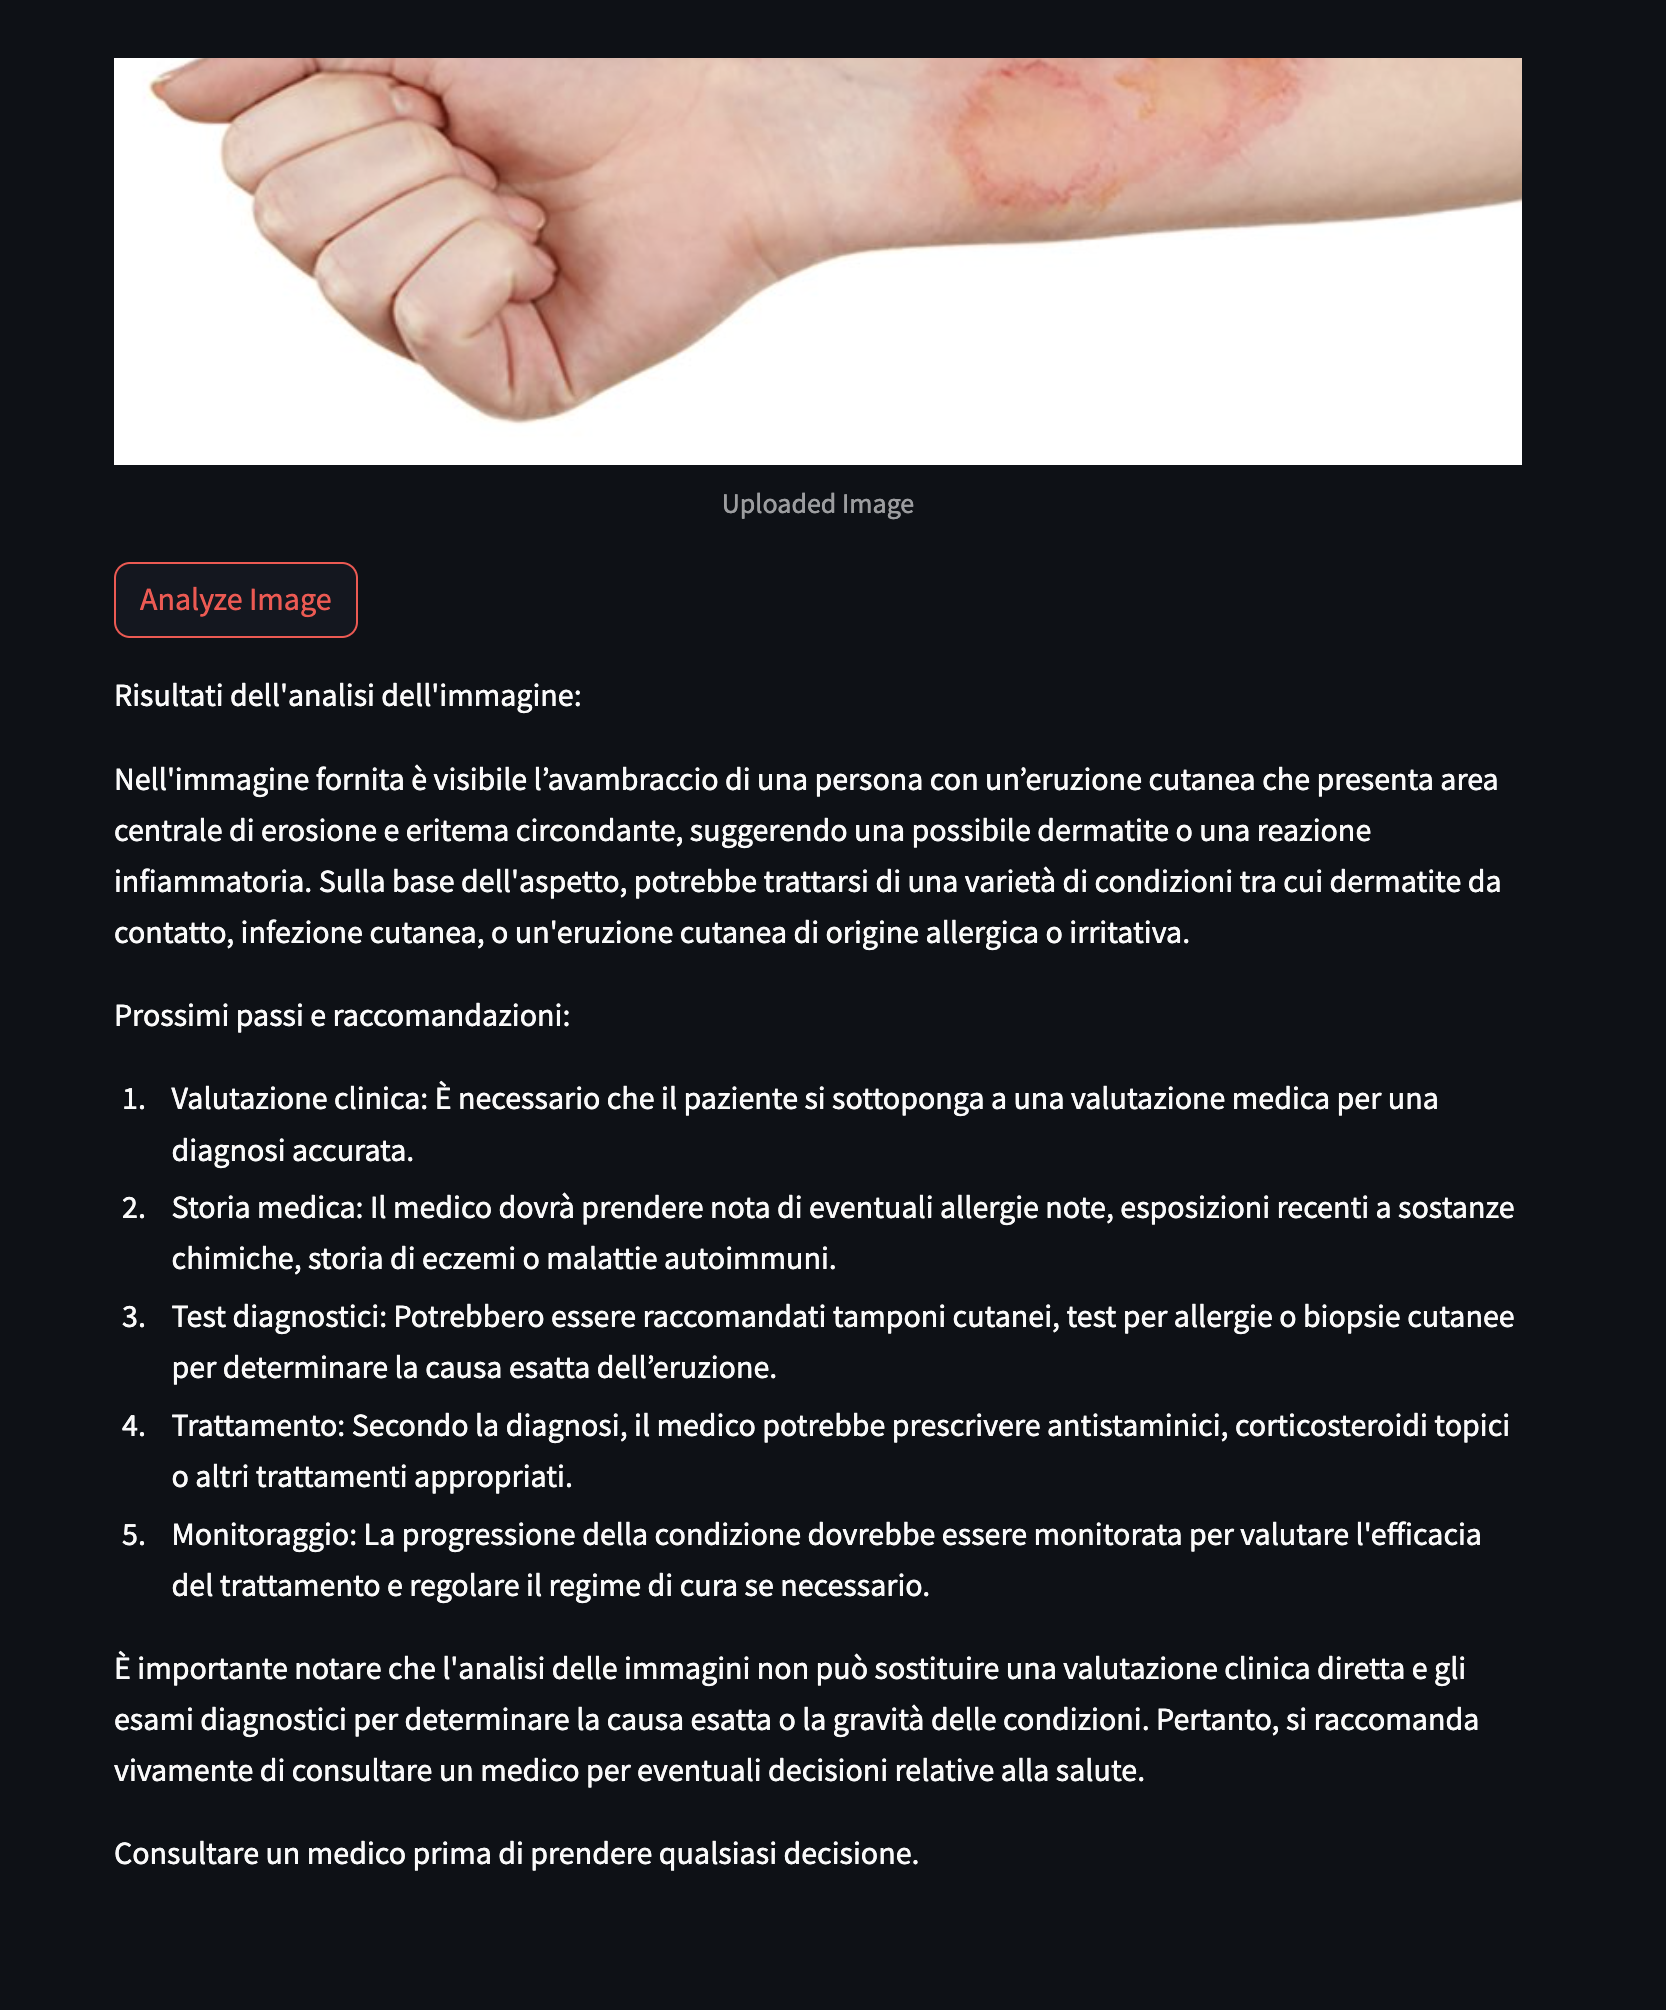 Uploaded Image
Analyze Image
Risultati dell'analisi dell'immagine:
Nell'immagine fornita è visibile l’avambraccio di una persona con un’eruzione cutanea che presenta area
centrale di erosione e eritema circondante, suggerendo una possibile dermatite o una reazione
infiammatoria. Sulla base dell'aspetto, potrebbe trattarsi di una varietà di condizioni tra cui dermatite da
contatto, infezione cutanea, o un'eruzione cutanea di origine allergica o irritativa.
Prossimi passi e raccomandazioni:
1. Valutazione clinica: È necessario che il paziente si sottoponga a una valutazione medica per una
diagnosi accurata.
2. Storia medica: Il medico dovrà prendere nota di eventuali allergie note, esposizioni recenti a sostanze
chimiche, storia di eczemi o malattie autoimmuni.
3. Test diagnostici: Potrebbero essere raccomandati tamponi cutanei, test per allergie o biopsie cutanee
per determinare la causa esatta dell’eruzione.
4. Trattamento: Secondo la diagnosi, il medico potrebbe prescrivere antistaminici, corticosteroidi topici
o altri trattamenti appropriati.
5. Monitoraggio: La progressione della condizione dovrebbe essere monitorata per valutare l'efficacia
del trattamento e regolare il regime di cura se necessario.
È importante notare che l'analisi delle immagini non può sostituire una valutazione clinica diretta e gli
esami diagnostici per determinare la causa esatta o la gravità delle condizioni. Pertanto, si raccomanda
vivamente di consultare un medico per eventuali decisioni relative alla salute.
Consultare un medico prima di prendere qualsiasi decisione.